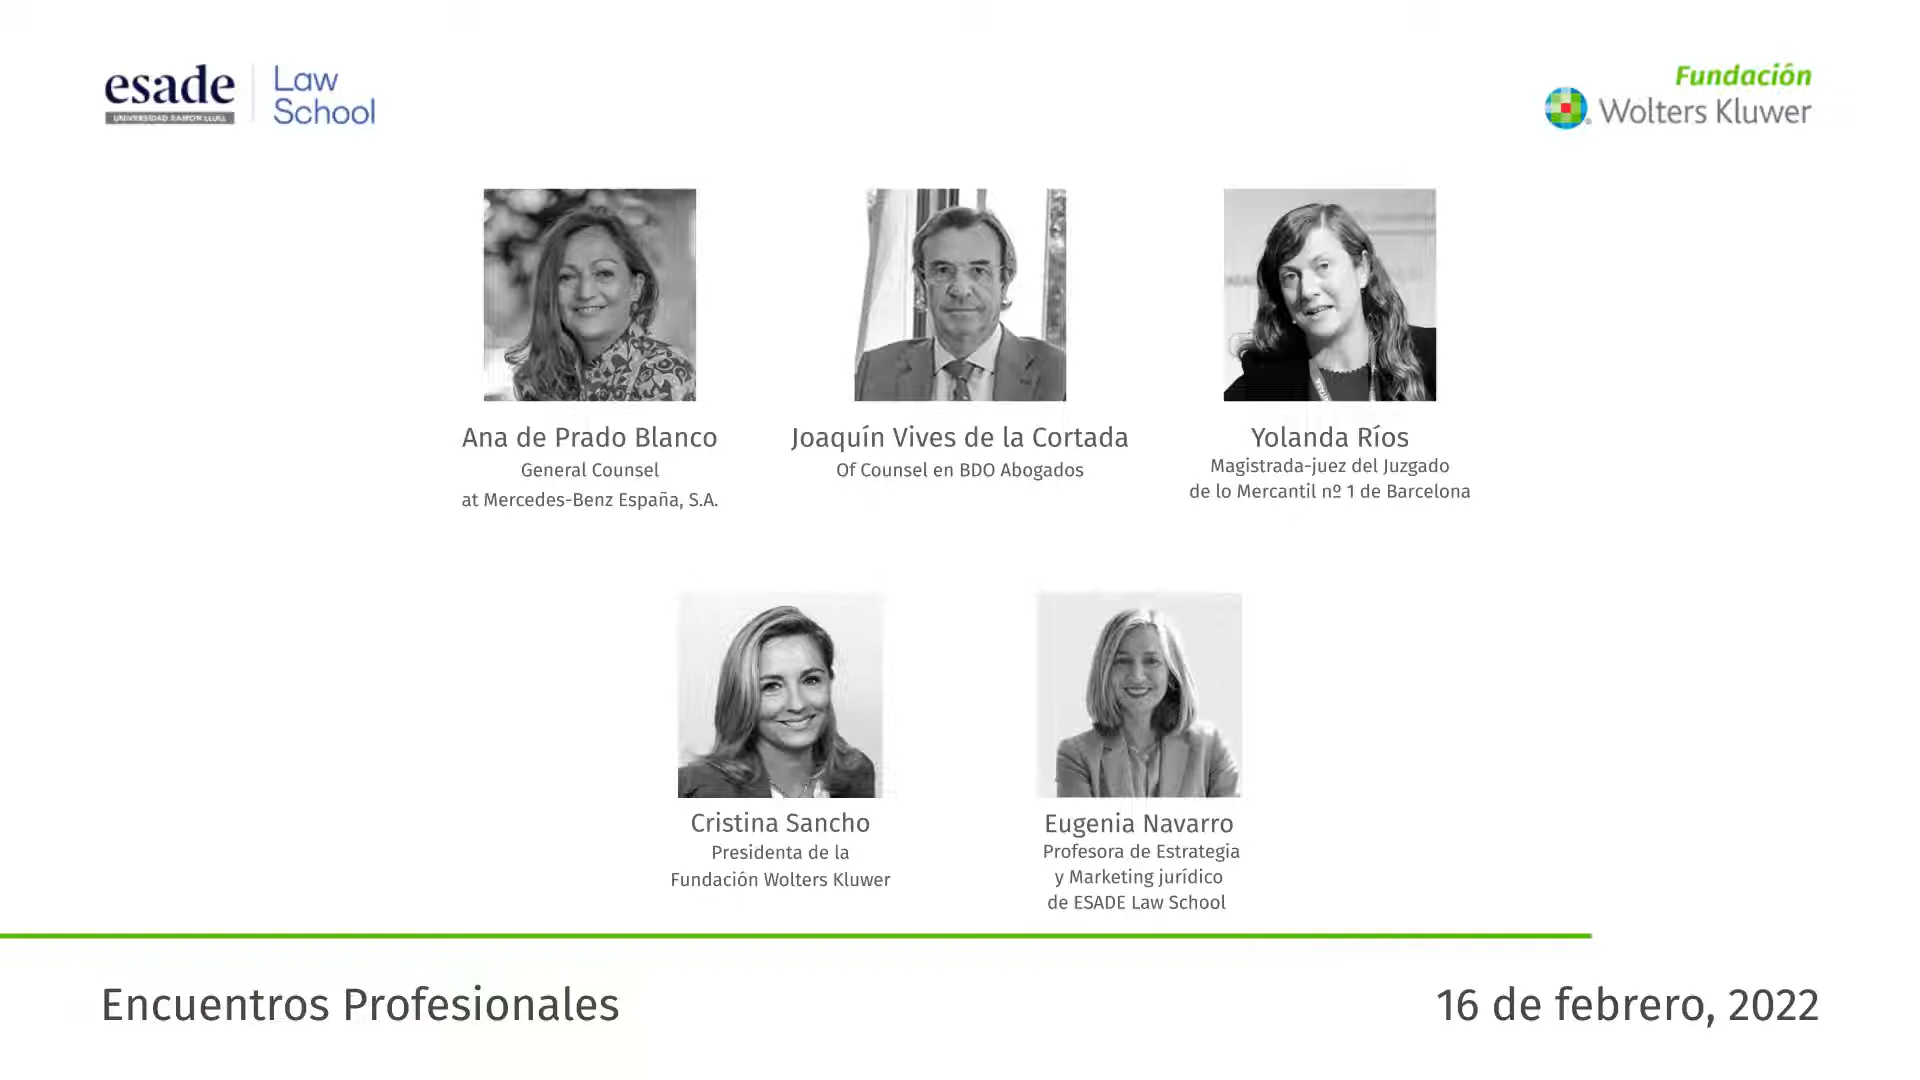 esade
UNIVERSIDAD RAMON LLULL
Law
School
Fundación
Wolters Kluwer
Ana de Prado Blanco
General Counsel
at Mercedes-Benz España, S.A.
Joaquín Vives de la Cortada
Of Counsel en BDO Abogados
Yolanda Ríos
Magistrada-juez del Juzgado
de lo Mercantil nº 1 de Barcelona
Cristina Sancho
Presidenta de la
Fundación Wolters Kluwer
Eugenia Navarro
Profesora de Estrategia
y Marketing jurídico
de ESADE Law School
Encuentros Profesionales
16 de febrero, 2022